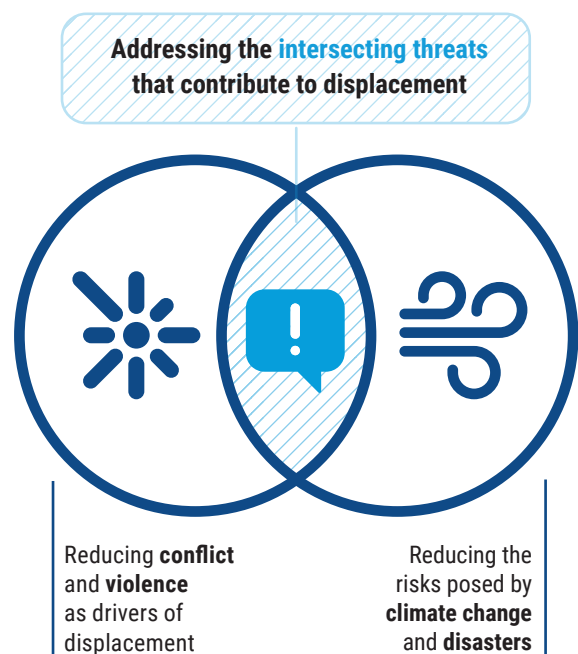 Addressing the intersecting threats
that contribute to displacement
Reducing conflict
and violence
as drivers of
displacement
Reducing the
risks posed by
climate change
and disasters